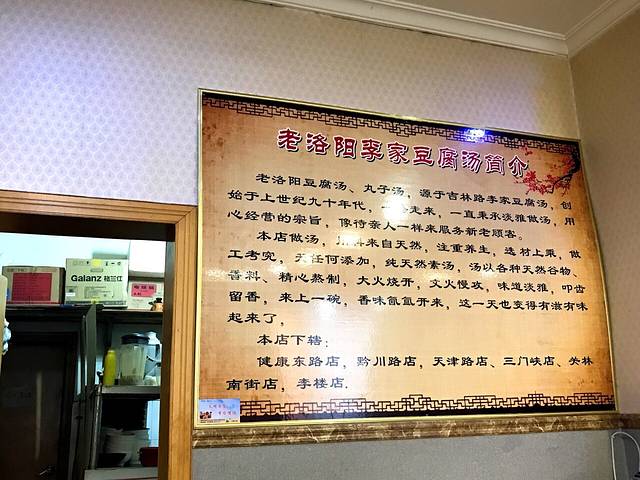 老洛阳李家豆腐汤简介
老洛阳豆腐汤、丸子汤，源于吉林路李家豆腐汤，创
始于上世纪九十年代，一路走来，一直秉承淡雅做汤，用
心经营的宗旨，像待亲人一样来服务新老顾客。
本店做汤，料来自天然，注重养生，选材上乘，做
工考究，无任何添加，纯天然素汤，汤以各种天然谷物、
香料、精心熬制，大火烧开，文火慢攻，味道淡雅，叩齿
留香，来上一碗，香味氤氲开来，这一天也变得有滋有味
起来了，
本店下辖：
健康东路店，黔川路店，天津路店、三门峡店、关林
南街店，李楼店.
Galanz 格兰仕